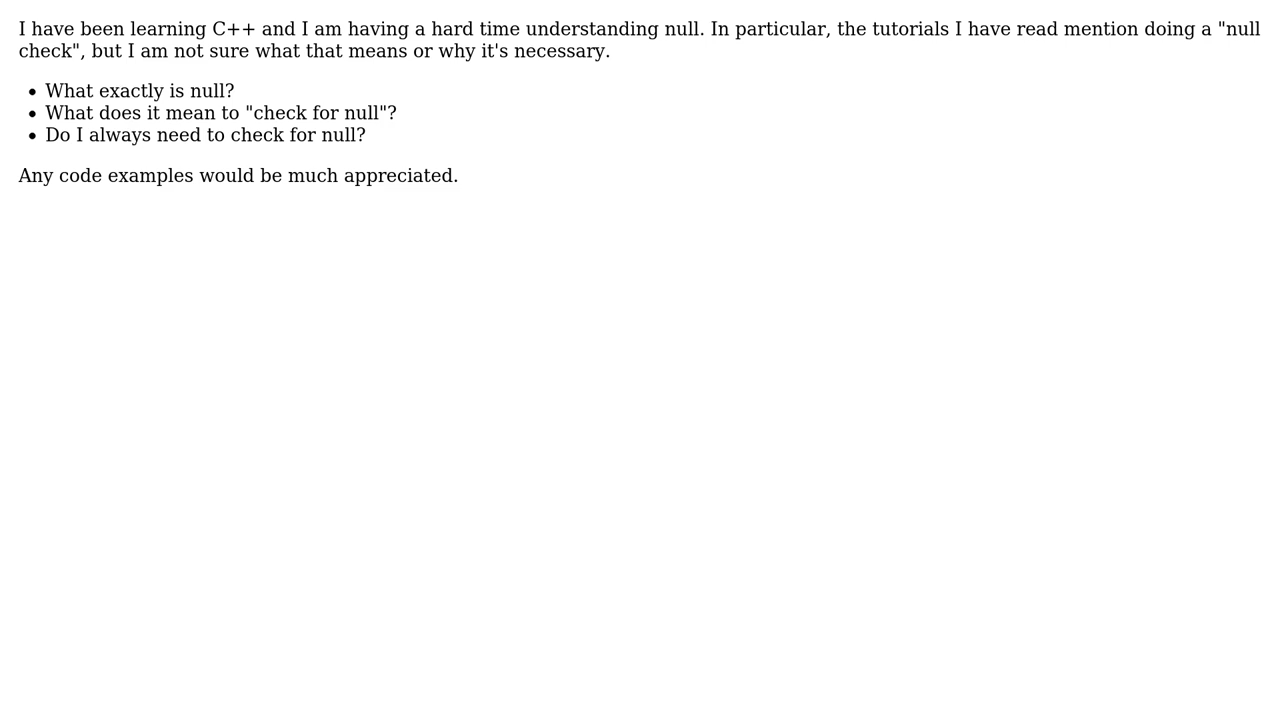 I have been learning C++ and I am having a hard time understanding null. In particular, the tutorials I have read mention doing a "null
check", but I am not sure what that means or why it's necessary.
• What exactly is null?
• What does it mean to "check for null"?
• Do I always need to check for null?
Any code examples would be much appreciated.